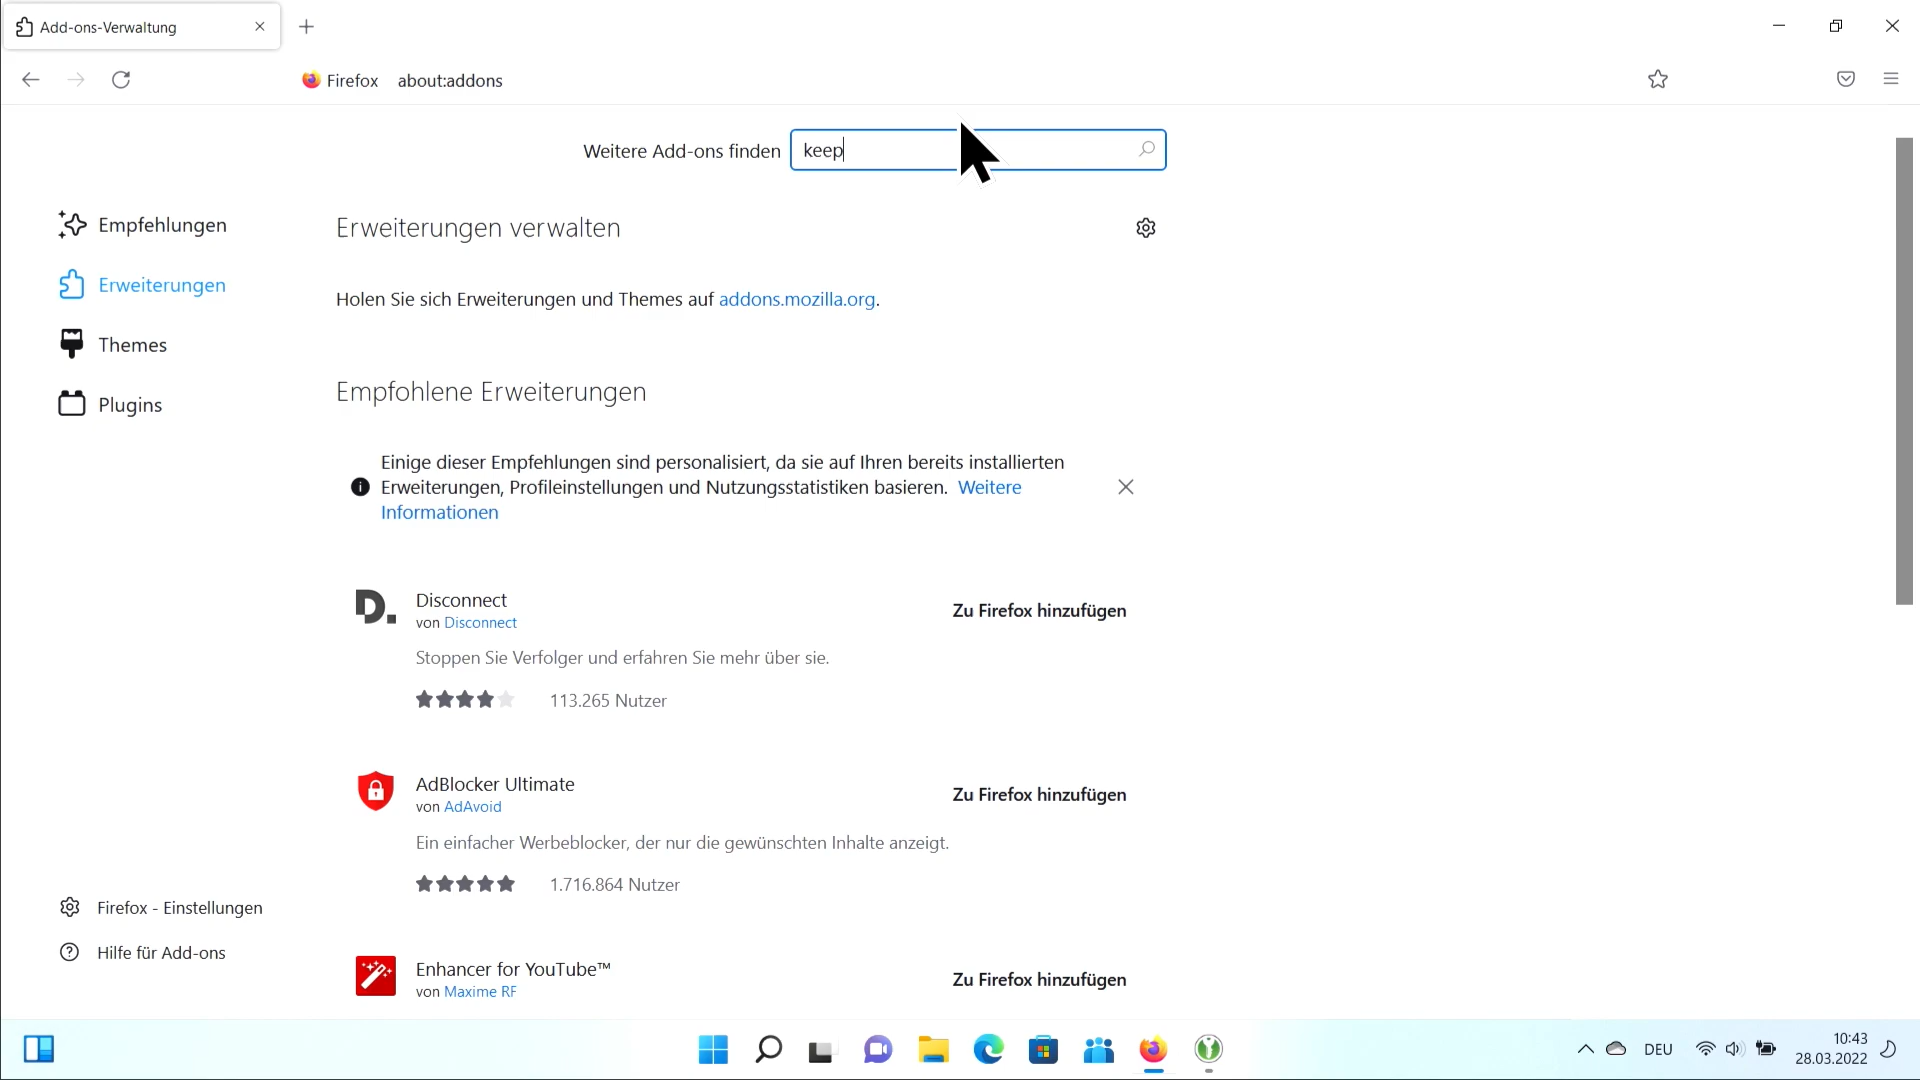 Add-ons-Verwaltung
Firefox about:addons
Weitere Add-ons finden keep
Empfehlungen
Erweiterungen
Themes
Plugins
Erweiterungen verwalten
Holen Sie sich Erweiterungen und Themes auf addons.mozilla.org.
Empfohlene Erweiterungen
Einige dieser Empfehlungen sind personalisiert, da sie auf Ihren bereits installierten
Erweiterungen, Profileinstellungen und Nutzungsstatistiken basieren. Weitere
Informationen
Disconnect
von Disconnect
Zu Firefox hinzufügen
Stoppen Sie Verfolger und erfahren Sie mehr über sie.
113.265 Nutzer
AdBlocker Ultimate
von AdAvoid
Zu Firefox hinzufügen
Ein einfacher Werbeblocker, der nur die gewünschten Inhalte anzeigt.
1.716.864 Nutzer
Enhancer for YouTube™
von Maxime RF
Zu Firefox hinzufügen
Firefox - Einstellungen
Hilfe für Add-ons
DEU
10:43
28.03.2022